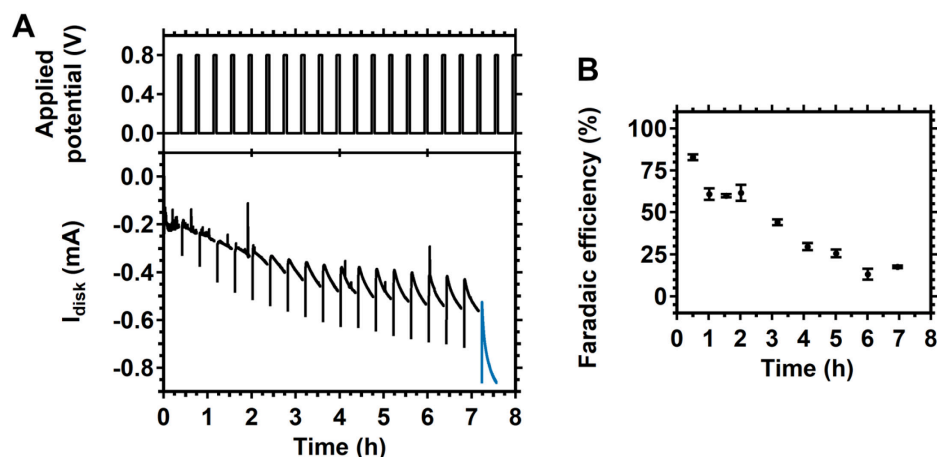 A
Applied
potential (V)
0.8
0.4
0.0
I_disk (mA)
0.0
-0.2
-0.4
-0.6
-0.8
0 1 2 3 4 5 6 7 8
Time (h)
B
Faradaic efficiency (%)
100
75
50
25
0
0 1 2 3 4 5 6 7 8
Time (h)